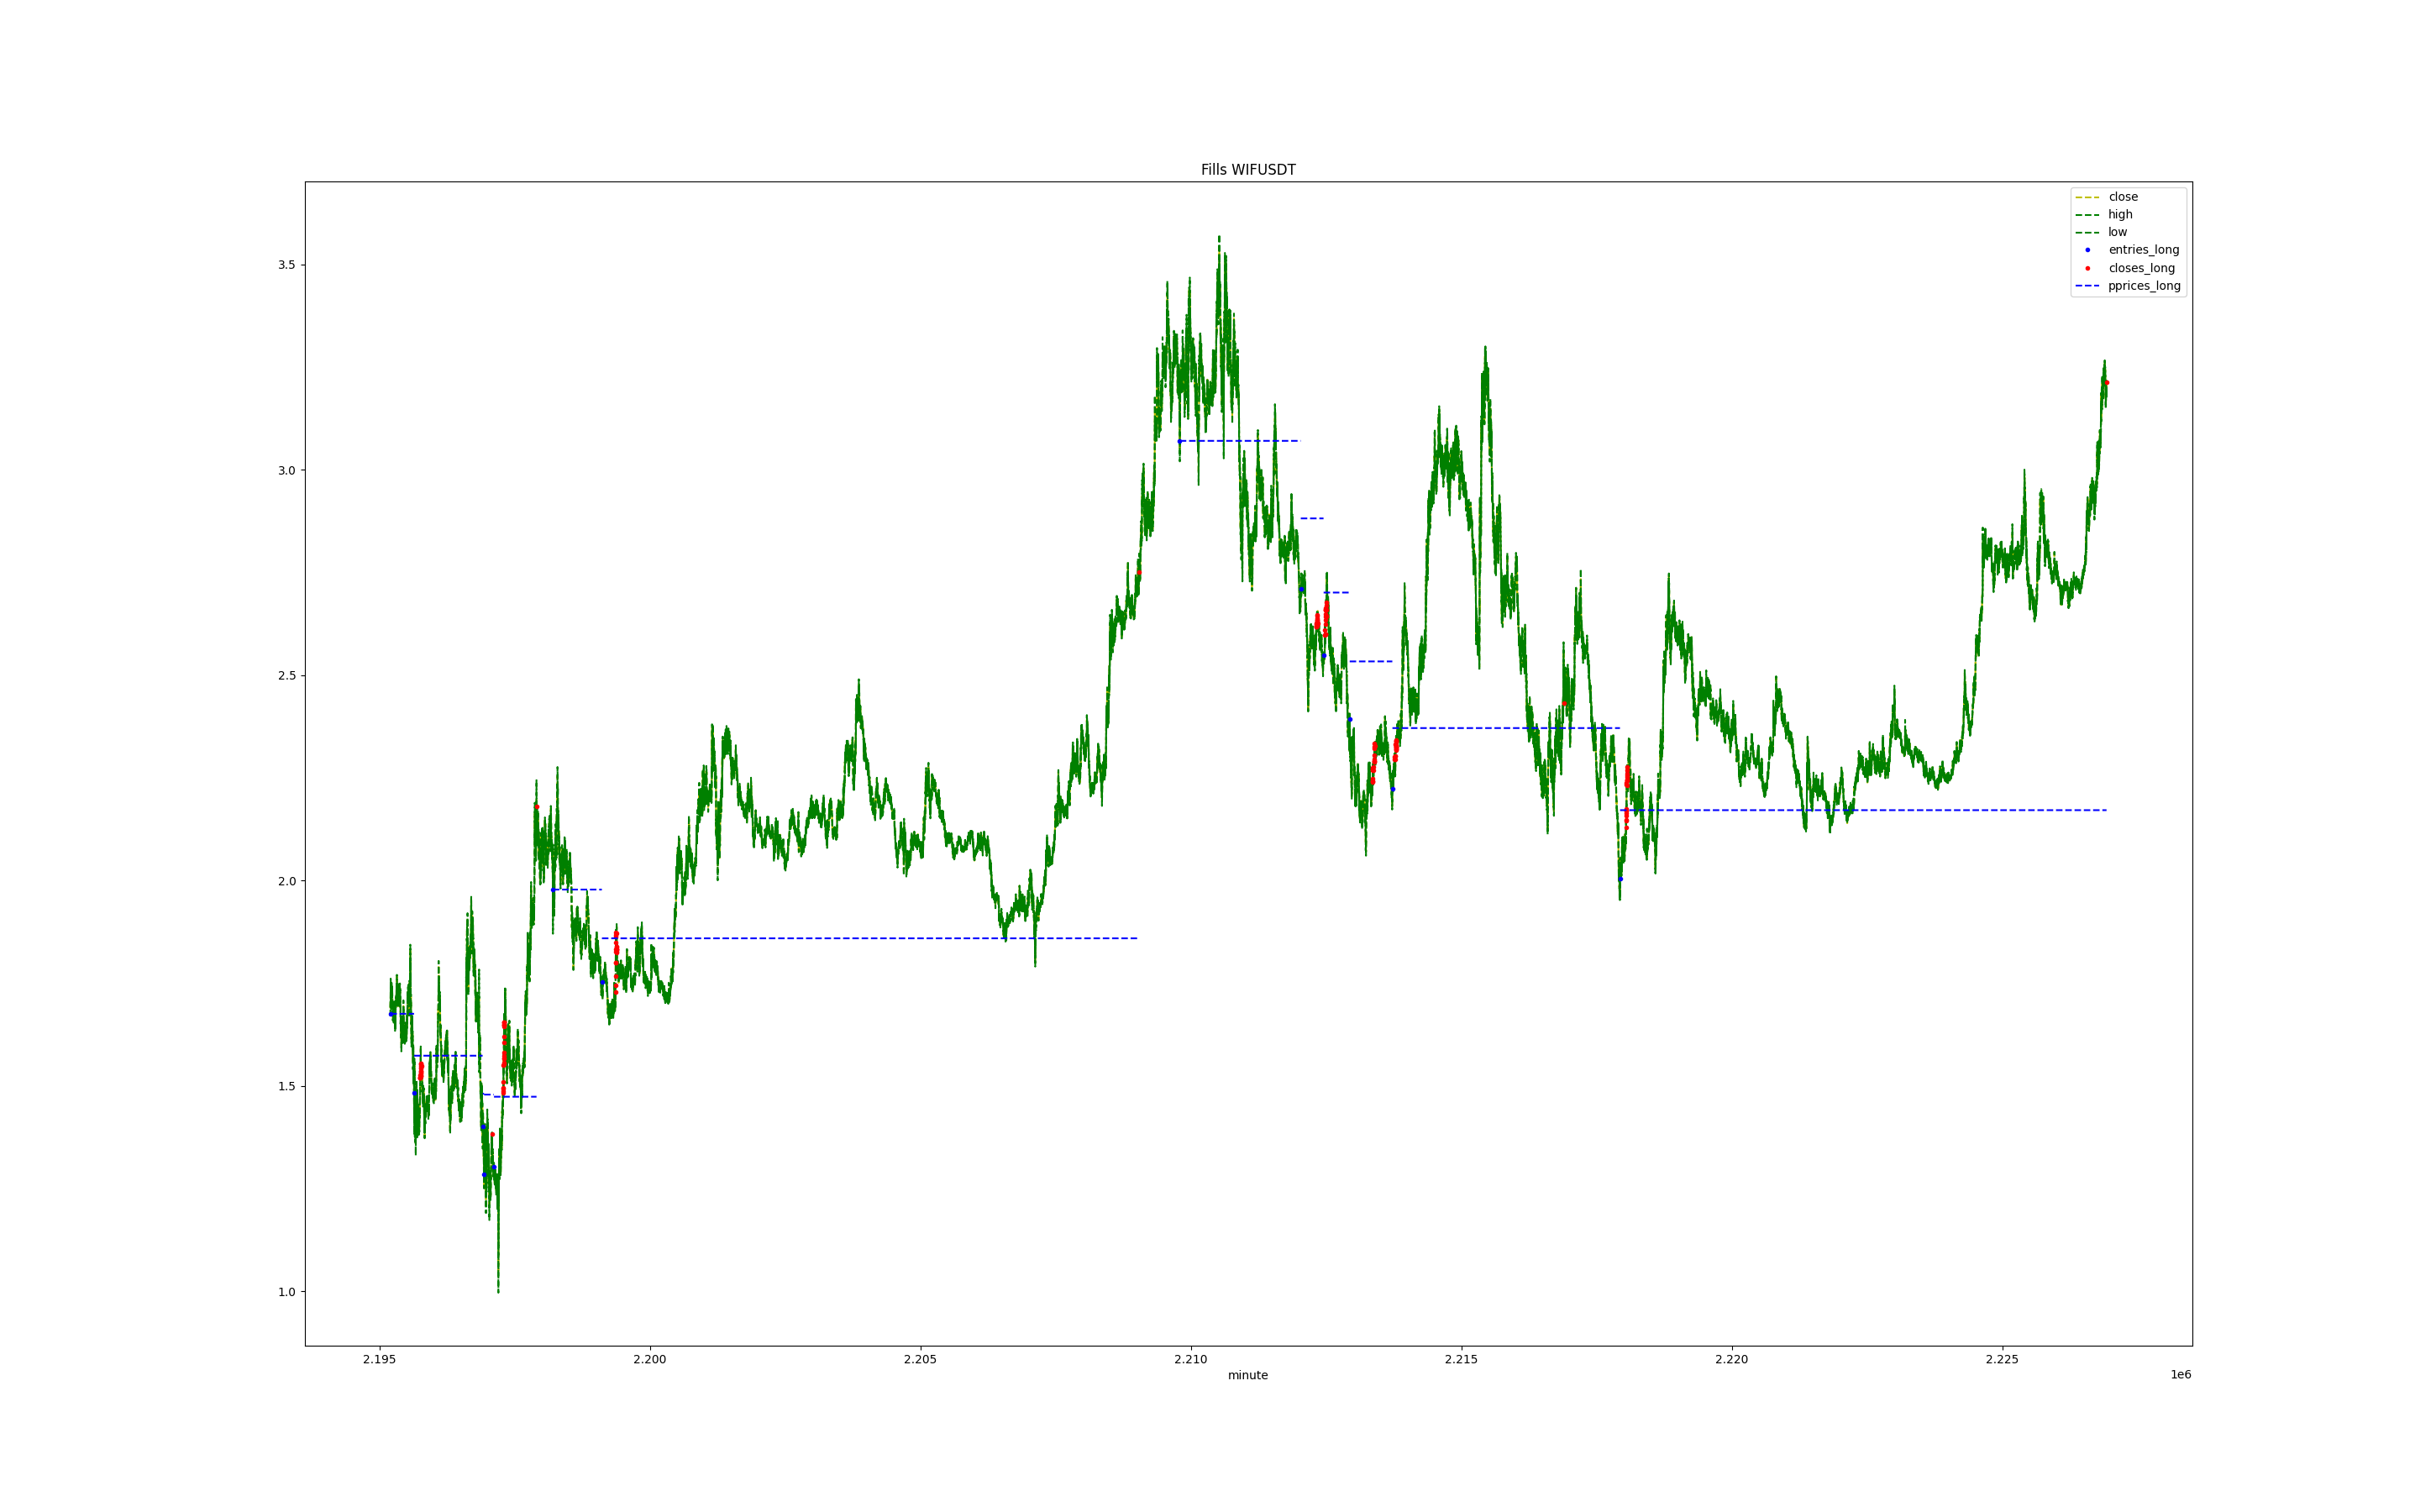 Fills WIFUSDT
close
high
low
entries_long
closes_long
pprices_long
3.5
3.0
2.5
2.0
1.5
1.0
2.195 2.200 2.205 2.210 2.215 2.220 2.225
minute
1e6